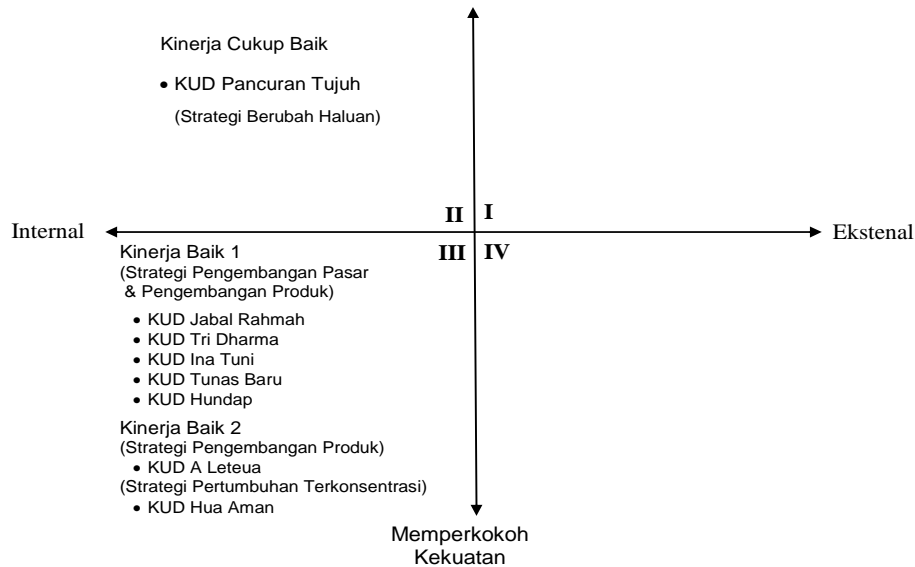 Kinerja Cukup Baik
• KUD Pancuran Tujuh
(Strategi Berubah Haluan)
II I
Internal
Ekstenal
III IV
Kinerja Baik 1
(Strategi Pengembangan Pasar
& Pengembangan Produk)
• KUD Jabal Rahmah
• KUD Tri Dharma
• KUD Ina Tuni
• KUD Tunas Baru
• KUD Hundap
Kinerja Baik 2
(Strategi Pengembangan Produk)
• KUD A Leteua
(Strategi Pertumbuhan Terkonsentrasi)
• KUD Hua Aman
Memperkokoh
Kekuatan